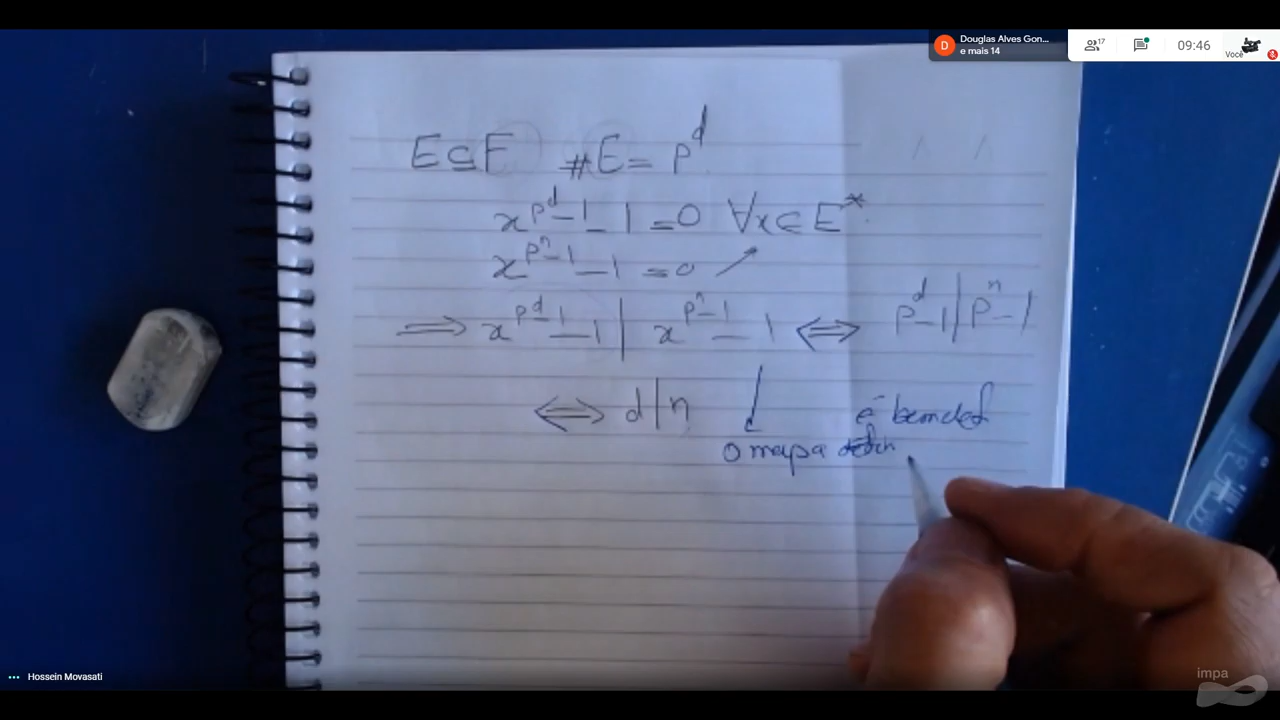 Douglas Alves Gon...
e mais 14
17
09:46
Você
E⊆F #E= p^d
x^{p^d-1} -1 =0 ∀x∈E^*
x^{p^n-1} -1 =0
⟹ x^{p^d-1} -1 | x^{p^n-1} -1 ⟺ p^d-1 | p^n-1
⟺ d|n
é bem def
O mapa
Hossein Movasati
impa